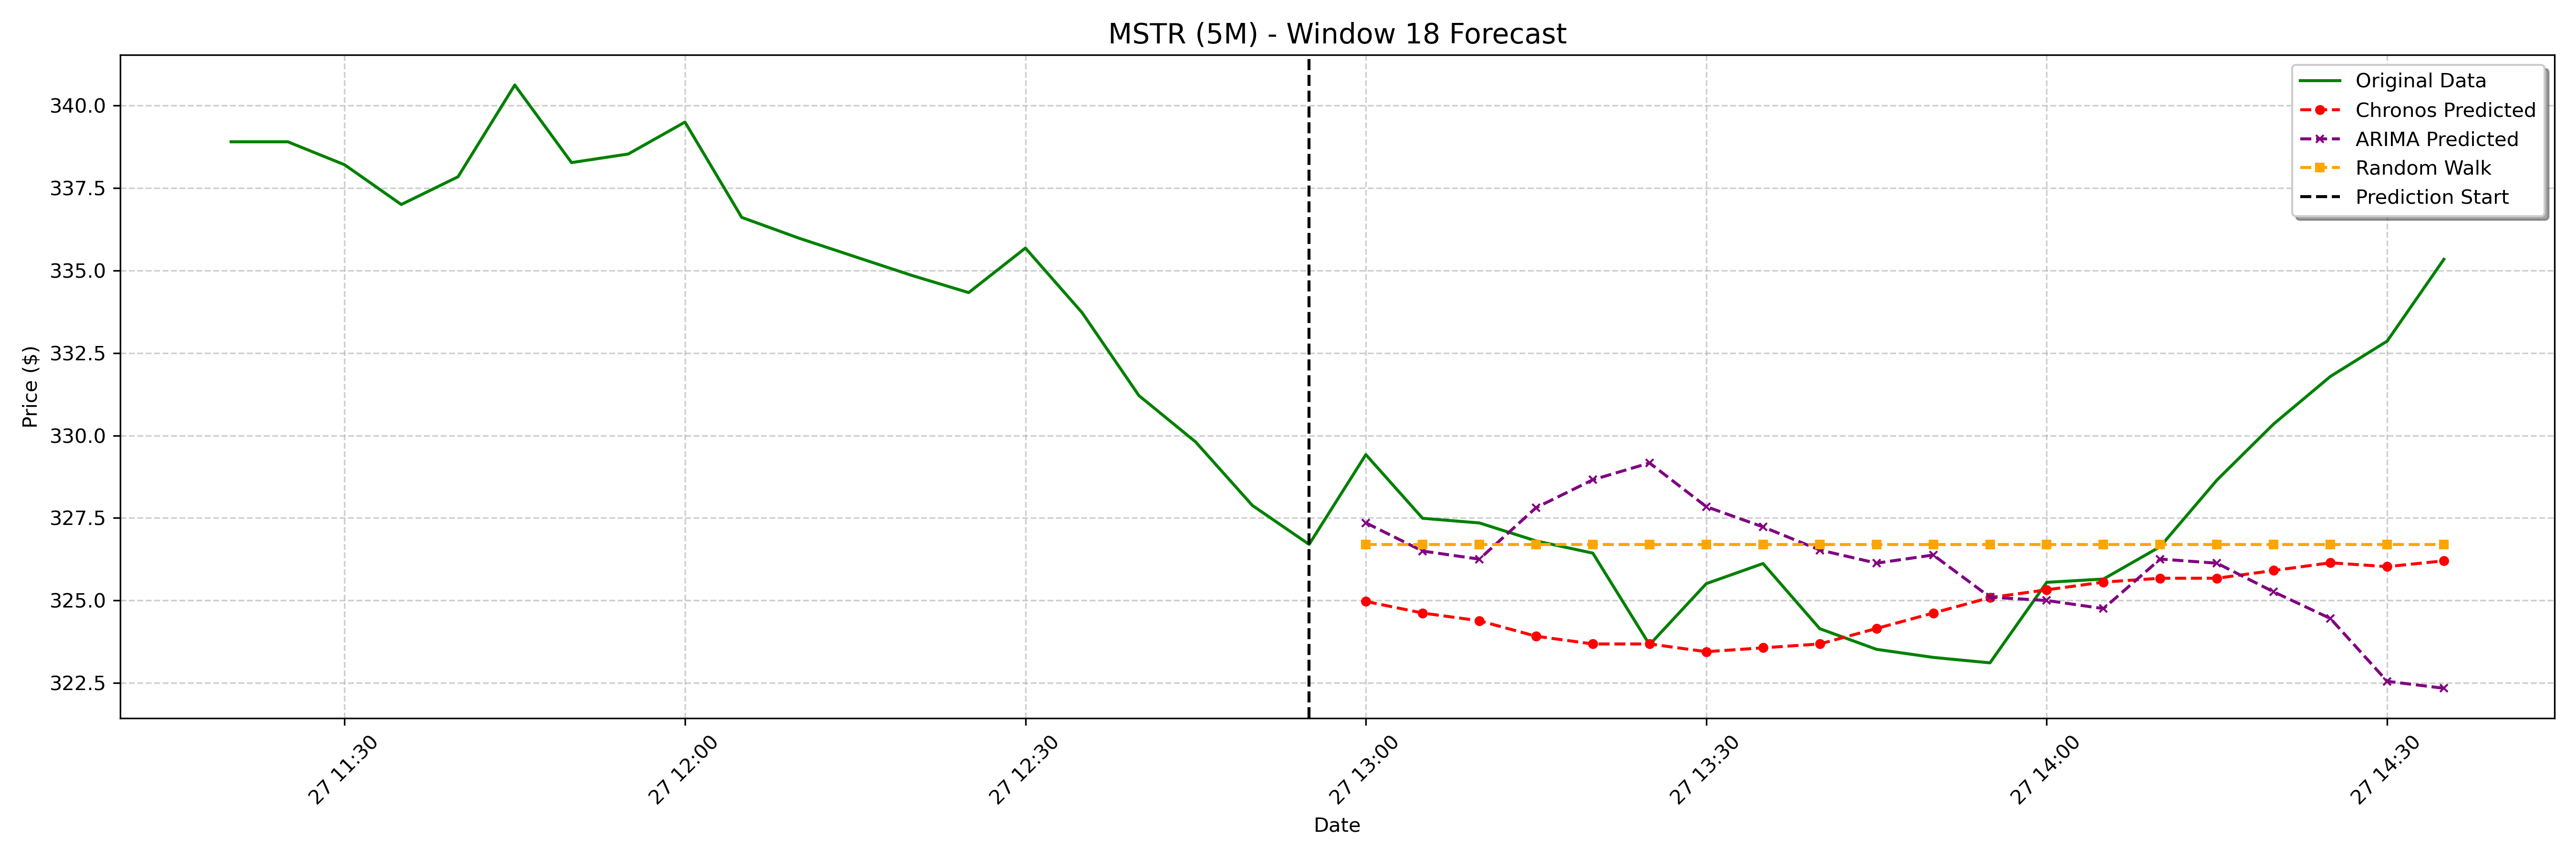 MSTR (5M) - Window 18 Forecast
Original Data
Chronos Predicted
ARIMA Predicted
Random Walk
Prediction Start
Price ($)
340.0
337.5
335.0
332.5
330.0
327.5
325.0
322.5
27 11:30
27 12:00
27 12:30
27 13:00
27 13:30
27 14:00
27 14:30
Date